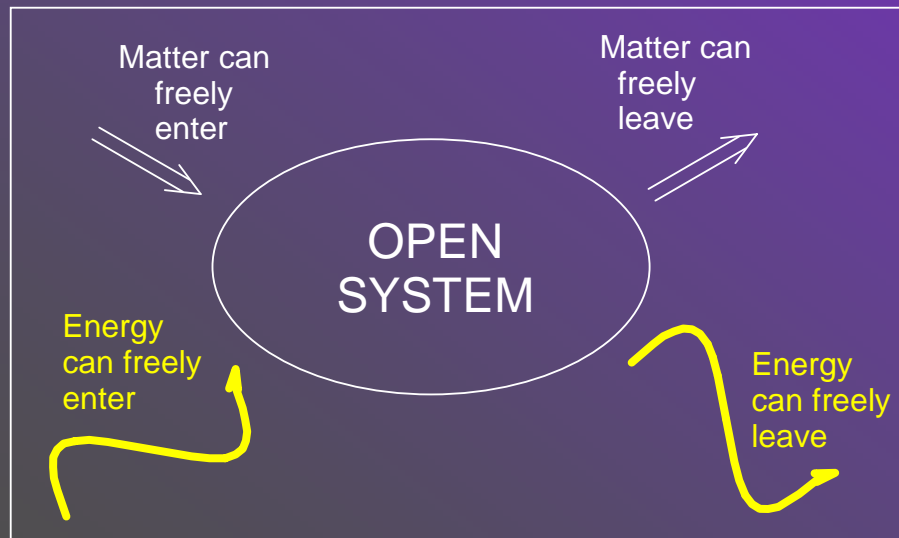 Matter can
freely
enter
Matter can
freely
leave
OPEN
SYSTEM
Energy
can freely
enter
Energy
can freely
leave